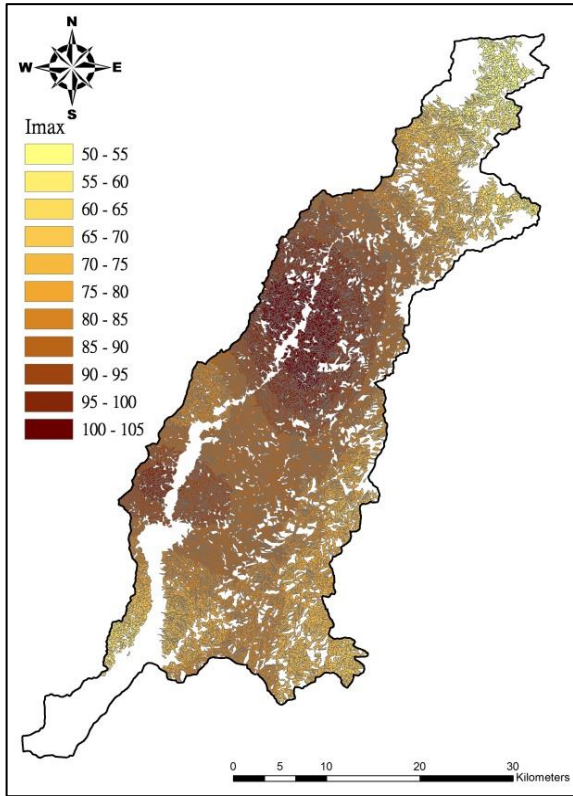 N
W E
S
Imax
50 - 55
55 - 60
60 - 65
65 - 70
70 - 75
75 - 80
80 - 85
85 - 90
90 - 95
95 - 100
100 - 105
0 5 10 20 30
Kilometers